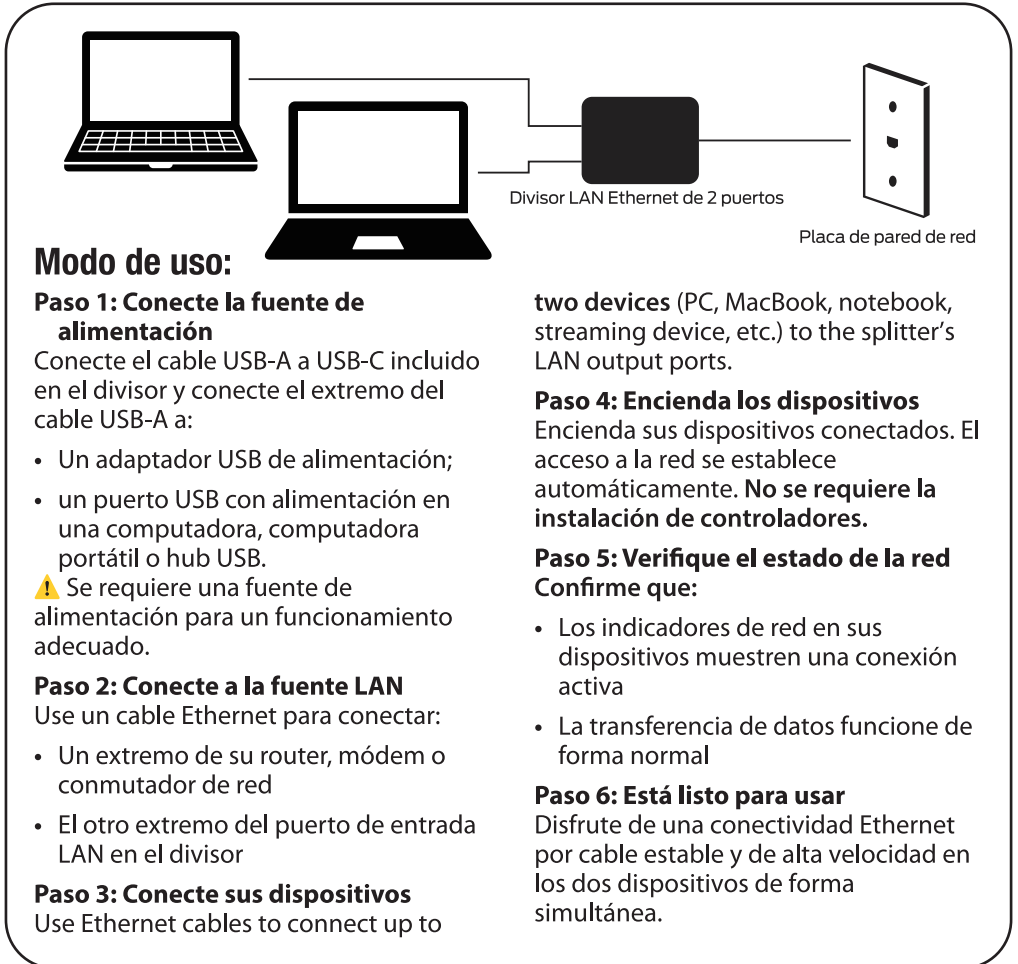 Divisor LAN Ethernet de 2 puertos
Placa de pared de red
Modo de uso:
Paso 1: Conecte la fuente de
alimentación
Conecte el cable USB-A a USB-C incluido
en el divisor y conecte el extremo del
cable USB-A a:
• Un adaptador USB de alimentación;
• un puerto USB con alimentación en
una computadora, computadora
portátil o hub USB.
⚠ Se requiere una fuente de
alimentación para un funcionamiento
adecuado.
Paso 2: Conecte a la fuente LAN
Use un cable Ethernet para conectar:
• Un extremo de su router, módem o
conmutador de red
• El otro extremo del puerto de entrada
LAN en el divisor
Paso 3: Conecte sus dispositivos
Use Ethernet cables to connect up to
two devices (PC, MacBook, notebook,
streaming device, etc.) to the splitter’s
LAN output ports.
Paso 4: Encienda los dispositivos
Encienda sus dispositivos conectados. El
acceso a la red se establece
automáticamente. No se requiere la
instalación de controladores.
Paso 5: Verifique el estado de la red
Confirme que:
• Los indicadores de red en sus
dispositivos muestren una conexión
activa
• La transferencia de datos funcione de
forma normal
Paso 6: Está listo para usar
Disfrute de una conectividad Ethernet
por cable estable y de alta velocidad en
los dos dispositivos de forma
simultánea.